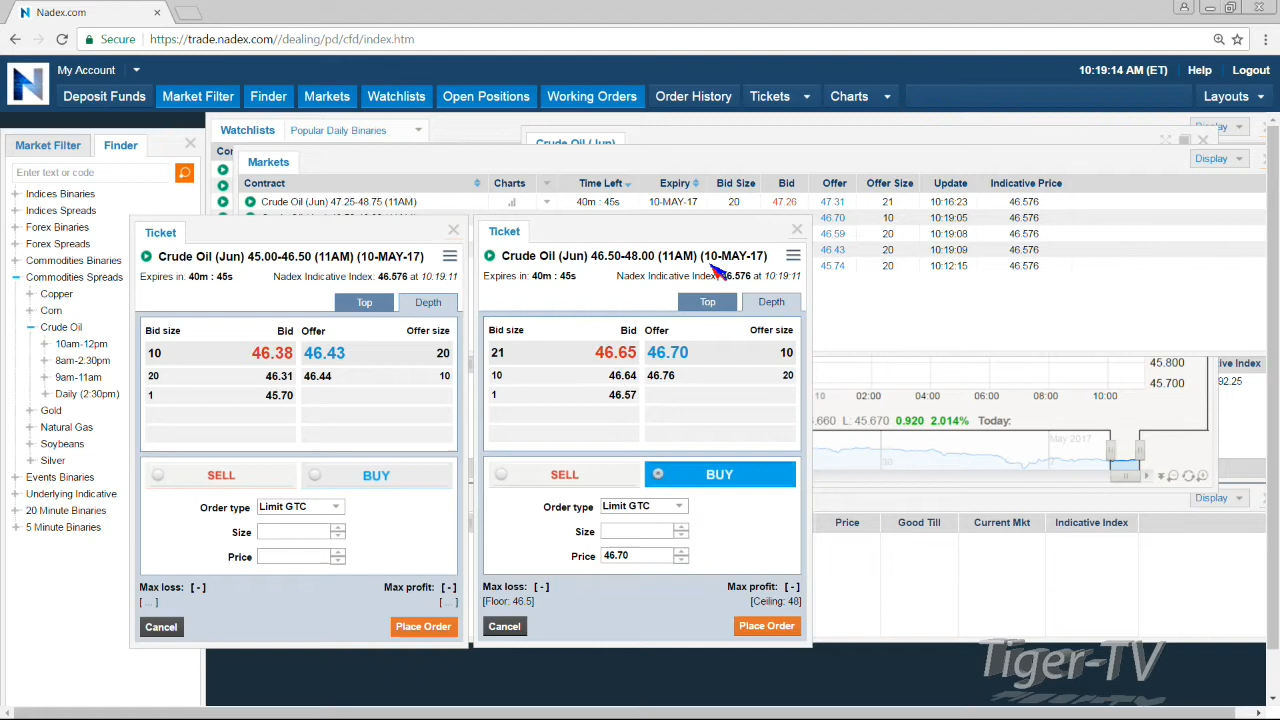 Nadex.com
Secure https://trade.nadex.com//dealing/pd/cfd/index.htm
My Account
10:19:14 AM (ET) Help Logout
Deposit Funds Market Filter Finder Markets Watchlists Open Positions Working Orders Order History Tickets Charts Layouts
Watchlists Popular Daily Binaries
Display
Crude Oil (Jun)
Market Filter Finder
Enter text or code
Indices Binaries
Indices Spreads
Forex Binaries
Forex Spreads
Commodities Binaries
Commodities Spreads
Copper
Corn
Crude Oil
10am-12pm
8am-2:30pm
9am-11am
Daily (2:30pm)
Gold
Natural Gas
Soybeans
Silver
Events Binaries
Underlying Indicative
20 Minute Binaries
5 Minute Binaries
Markets
Display
Contract Charts Time Left Expiry Bid Size Bid Offer Offer Size Update Indicative Price
Crude Oil (Jun) 47.25-48.75 (11AM) 40m : 45s 10-MAY-17 20 47.26 47.31 21 10:16:23 46.576
46.70 10 10:19:05 46.576
46.59 20 10:19:08 46.576
46.43 20 10:19:09 46.576
45.74 20 10:12:15 46.576
Ticket
Crude Oil (Jun) 45.00-46.50 (11AM) (10-MAY-17)
Expires in: 40m : 45s Nadex Indicative Index: 46.576 at 10.19.11
Top Depth
Bid size Bid Offer Offer size
10 46.38 46.43 20
20 46.31 46.44 10
1 45.70
SELL BUY
Order type Limit GTC
Size
Price
Max loss: [ - ] Max profit: [ - ]
[ ... ] [ ... ]
Cancel Place Order
Ticket
Crude Oil (Jun) 46.50-48.00 (11AM) (10-MAY-17)
Expires in: 40m : 45s Nadex Indicative Index: 46.576 at 10:19:11
Top Depth
Bid size Bid Offer Offer size
21 46.65 46.70 10
10 46.64 46.76 20
1 46.57
SELL BUY
Order type Limit GTC
Size
Price 46.70
Max loss: [ - ] Max profit: [ - ]
[Floor: 46.5] [Ceiling: 48]
Cancel Place Order
45.800
45.700
02:00 04:00 06:00 08:00 10:00
L: 45.670 0.920 2.014% Today:
May 2017
Display
Price Good Till Current Mkt Indicative Index
Tiger-TV